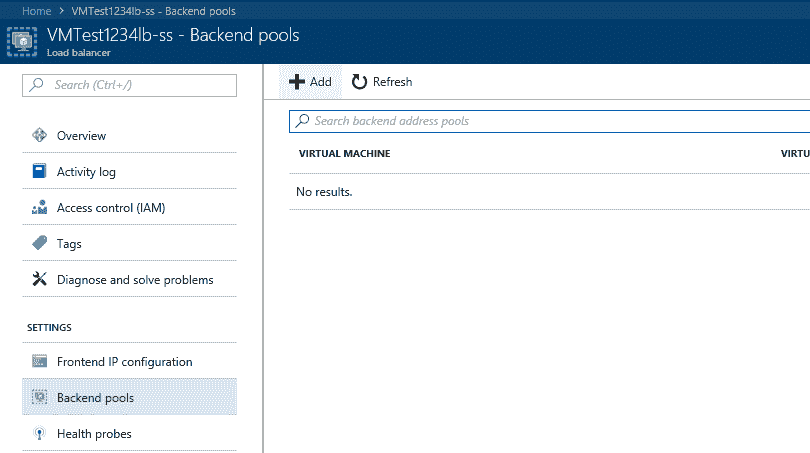 Home > VMTest1234lb-ss - Backend pools
VMTest1234lb-ss - Backend pools
Load balancer
Search (Ctrl+/)
Overview
Activity log
Access control (IAM)
Tags
Diagnose and solve problems
SETTINGS
Frontend IP configuration
Backend pools
Health probes
Add Refresh
Search backend address pools
VIRTUAL MACHINE VIRTU
No results.